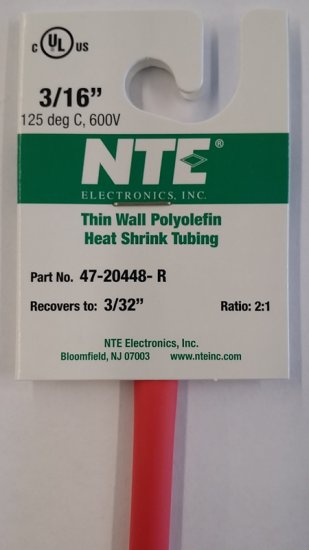 C UL US
3/16”
125 deg C, 600V
NTE®
ELECTRONICS, INC.
Thin Wall Polyolefin
Heat Shrink Tubing
Part No. 47-20448- R
Recovers to: 3/32” Ratio: 2:1
NTE Electronics, Inc.
Bloomfield, NJ 07003 www.nteinc.com